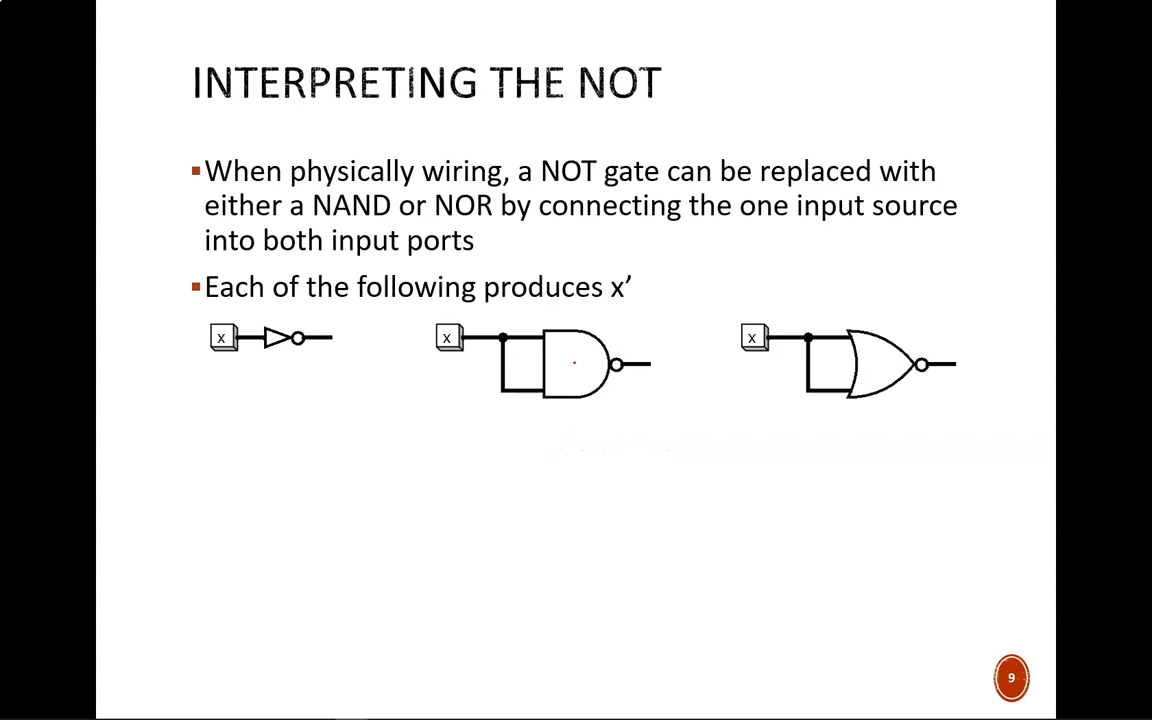 INTERPRETING THE NOT
▪When physically wiring, a NOT gate can be replaced with
either a NAND or NOR by connecting the one input source
into both input ports
▪Each of the following produces x’
x x x
9